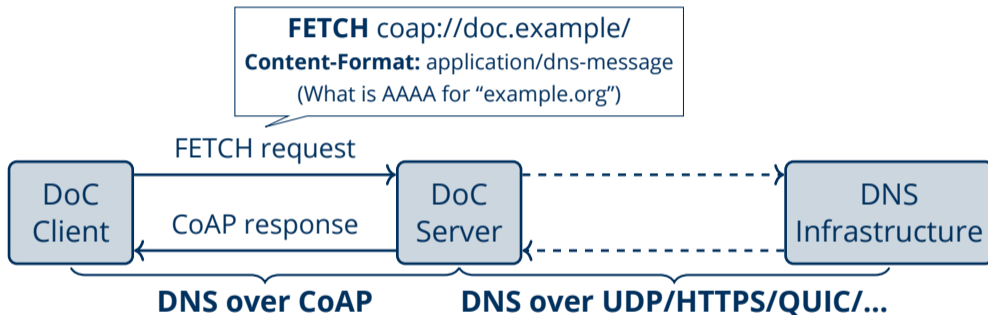 FETCH coap://doc.example/
Content-Format: application/dns-message
(What is AAAA for “example.org”)
FETCH request
DoC
Client
CoAP response
DoC
Server
DNS
Infrastructure
DNS over CoAP
DNS over UDP/HTTPS/QUIC/...